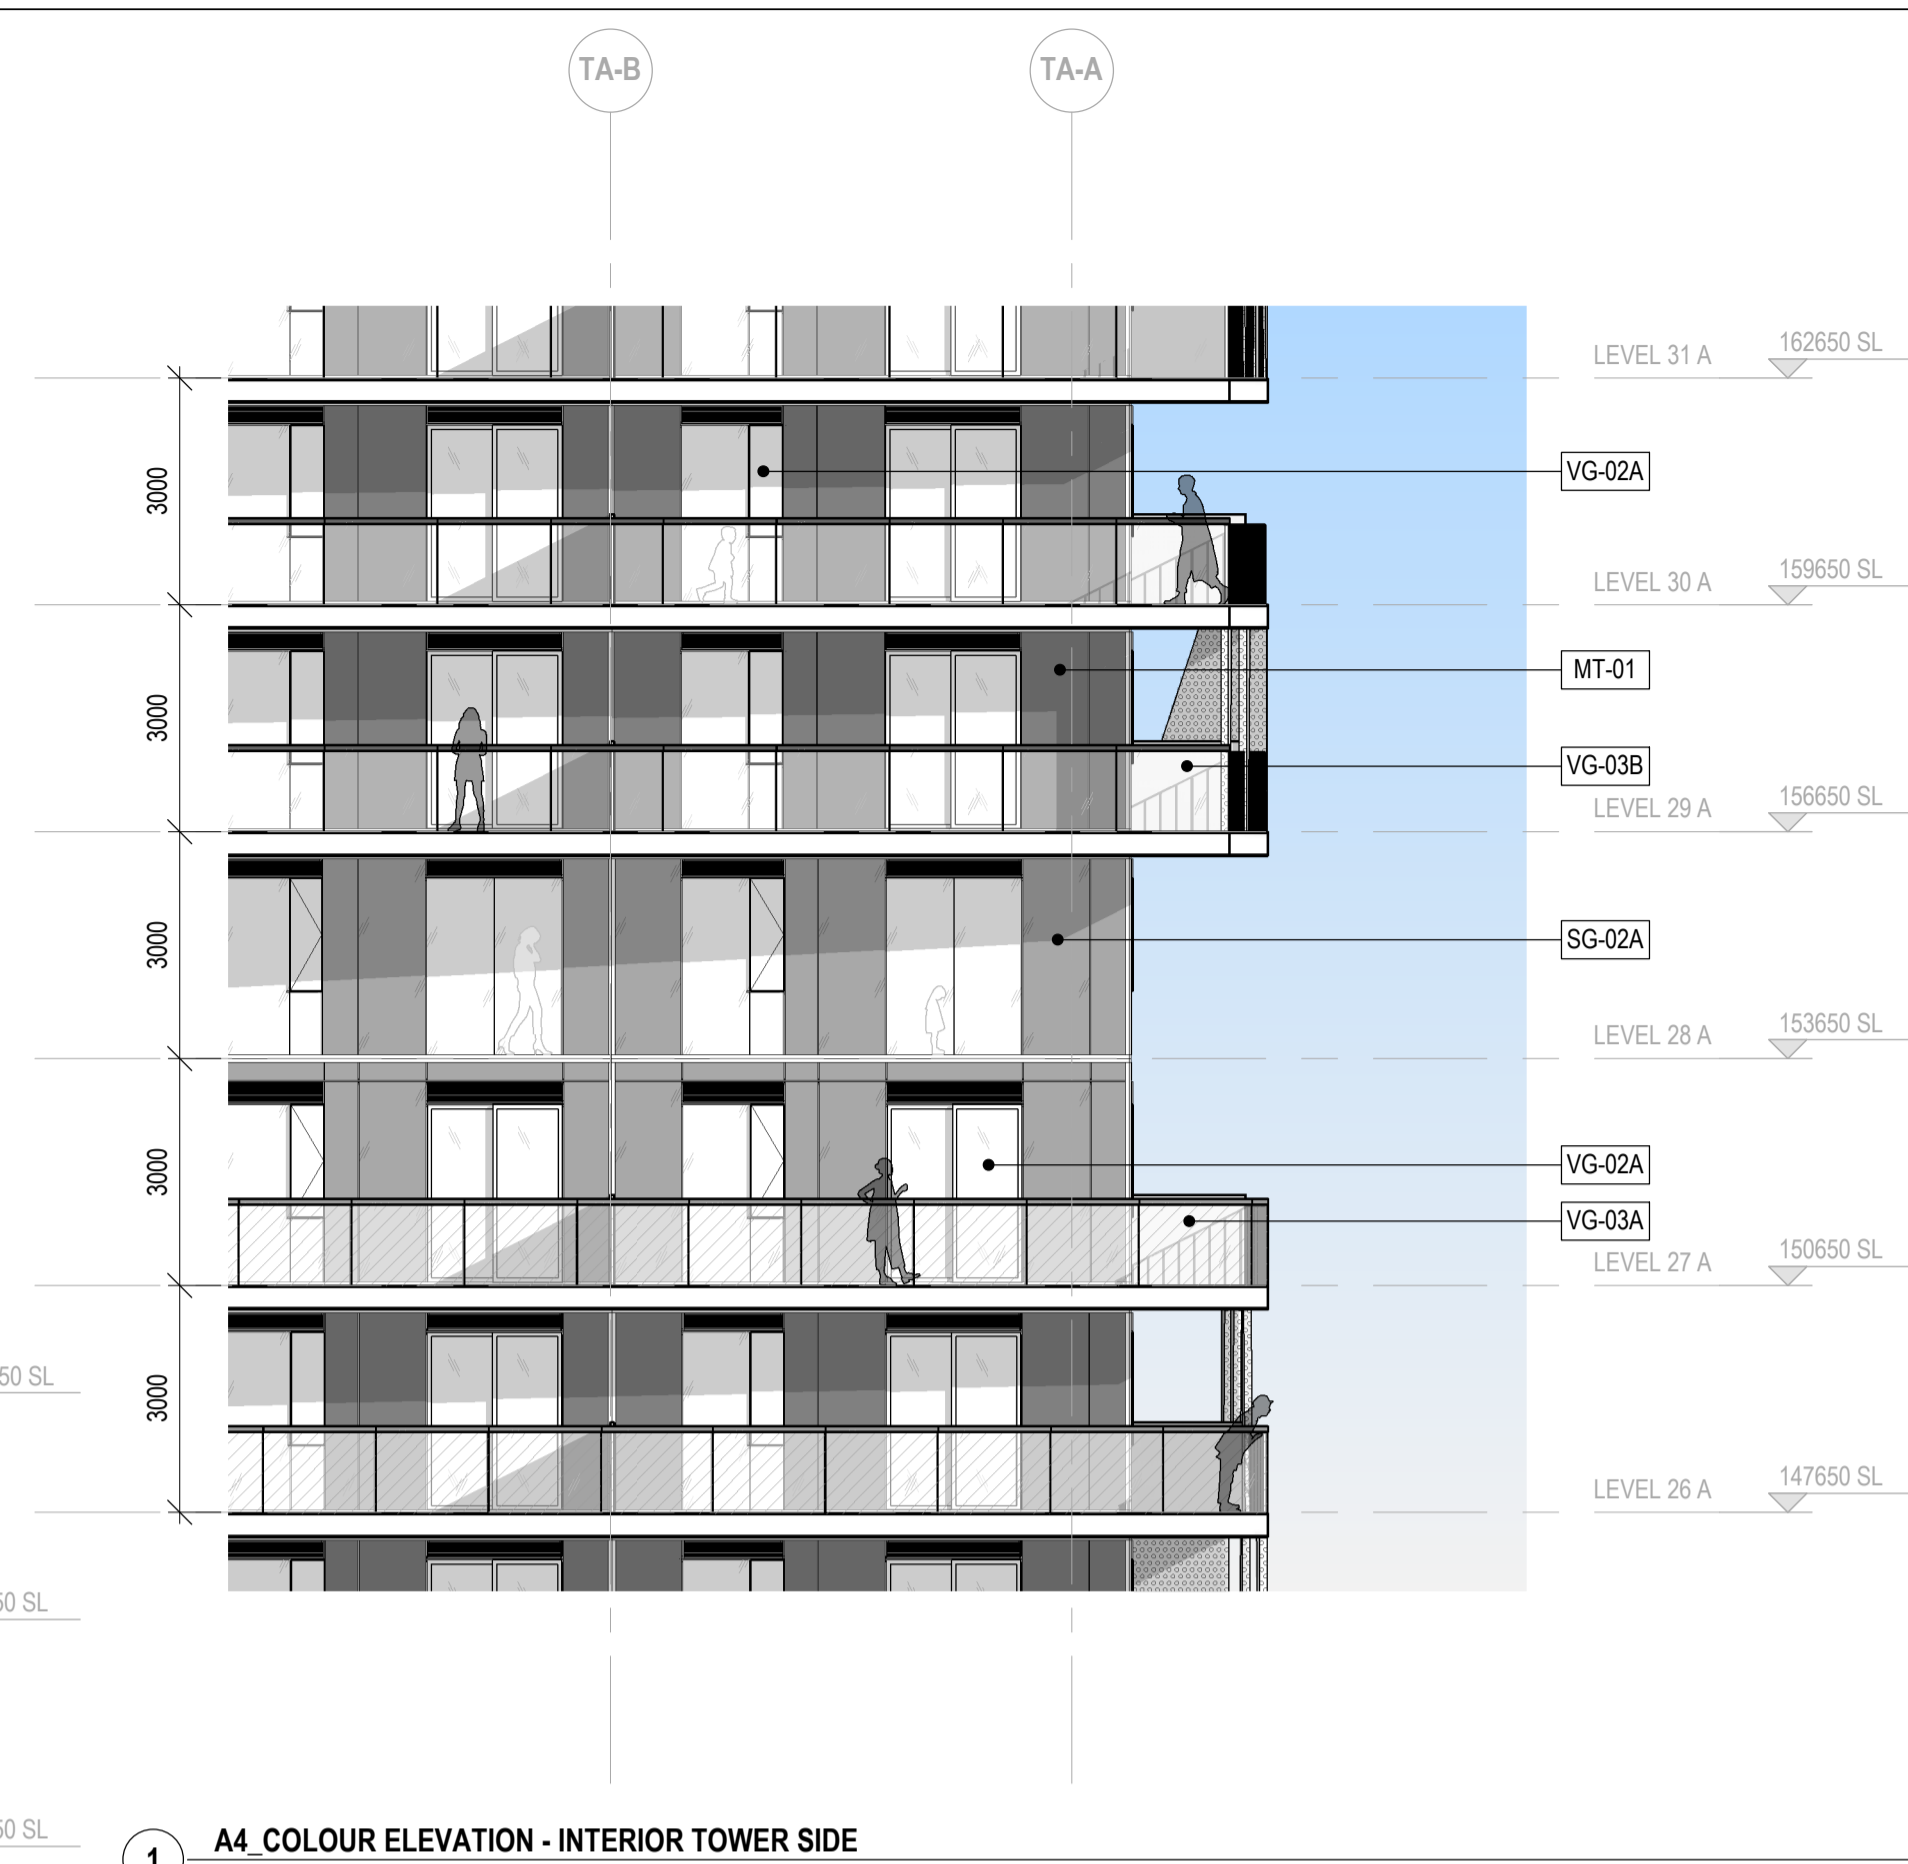 TA-B
TA-A
LEVEL 31 A
162650 SL
3000
VG-02A
LEVEL 30 A
159650 SL
3000
MT-01
VG-03B
LEVEL 29 A
156650 SL
3000
SG-02A
LEVEL 28 A
153650 SL
3000
VG-02A
VG-03A
LEVEL 27 A
150650 SL
50 SL
3000
LEVEL 26 A
147650 SL
50 SL
50 SL
1
A4_COLOUR ELEVATION - INTERIOR TOWER SIDE